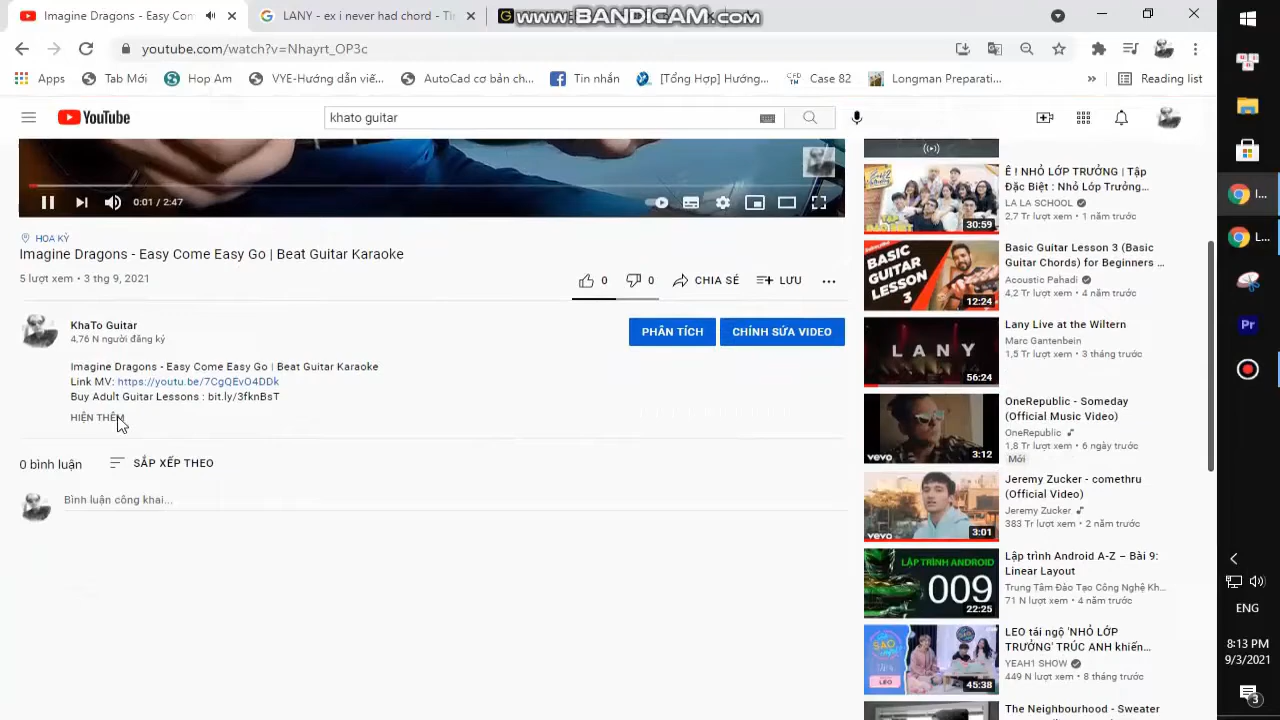 Imagine Dragons - Easy Com
LANY - ex i never had chord - T
www.BANDICAM.com
youtube.com/watch?v=Nhayrt_OP3c
Apps
Tab Mới
Hop Am
VYE-Hướng dẫn viế...
AutoCad cơ bản ch...
Tin nhắn
[Tổng Hợp] Hướng...
Case 82
Longman Preparati...
»
Reading list
YouTube
khato guitar
0:01 / 2:47
HOA KỲ
Imagine Dragons - Easy Come Easy Go | Beat Guitar Karaoke
5 lượt xem • 3 thg 9, 2021
0
0
CHIA SẺ
LƯU
KhaTo Guitar
4,76 N người đăng ký
PHÂN TÍCH
CHỈNH SỬA VIDEO
Imagine Dragons - Easy Come Easy Go | Beat Guitar Karaoke
Link MV: https://youtu.be/7CgQEvO4DDk
Buy Adult Guitar Lessons : bit.ly/3fknBsT
HIỆN THÊM
0 bình luận
SẮP XẾP THEO
Bình luận công khai...
30:59
Ê ! NHỎ LỚP TRƯỞNG | Tập
Đặc Biệt : Nhỏ Lớp Trưởng...
LA LA SCHOOL
2,7 Tr lượt xem • 1 năm trước
BASIC
GUITAR
LESSON
3
12:24
Basic Guitar Lesson 3 (Basic
Guitar Chords) for Beginners ...
Acoustic Pahadi
4,2 Tr lượt xem • 4 năm trước
LANY
56:24
Lany Live at the Wiltern
Marc Gantenbein
1,5 Tr lượt xem • 3 tháng trước
vevo
3:12
OneRepublic - Someday
(Official Music Video)
OneRepublic
1,8 Tr lượt xem • 6 ngày trước
Mới
vevo
3:01
Jeremy Zucker - comethru
(Official Video)
Jeremy Zucker
383 Tr lượt xem • 2 năm trước
LẬP TRÌNH ANDROID
009
22:25
Lập trình Android A-Z – Bài 9:
Linear Layout
Trung Tâm Đào Tạo Công Nghệ Kh...
71 N lượt xem • 4 năm trước
SAO
LEO
45:38
LEO tái ngộ 'NHỎ LỚP
TRƯỞNG' TRÚC ANH khiến...
YEAH1 SHOW
449 N lượt xem • 8 tháng trước
The Neighbourhood - Sweater
I...
L...
Pr
ENG
8:13 PM
9/3/2021
3